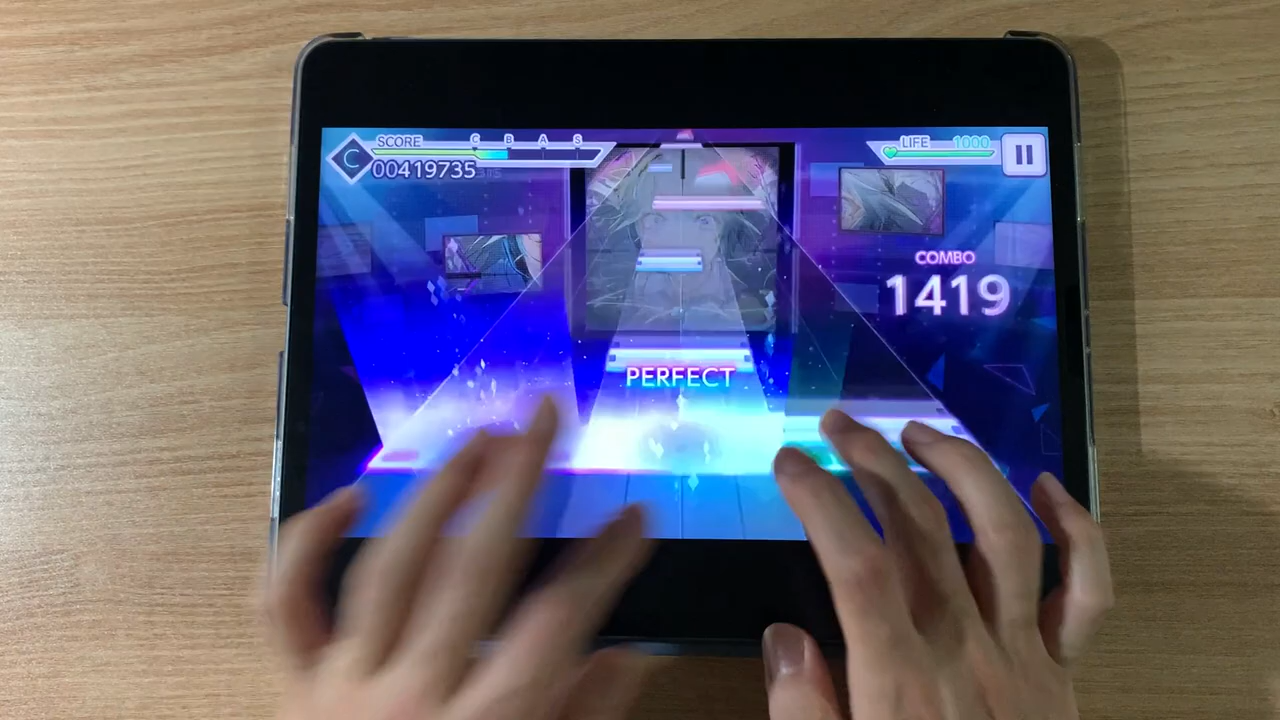 SCORE C B A S
C
00419735
LIFE 1000
COMBO
1419
PERFECT